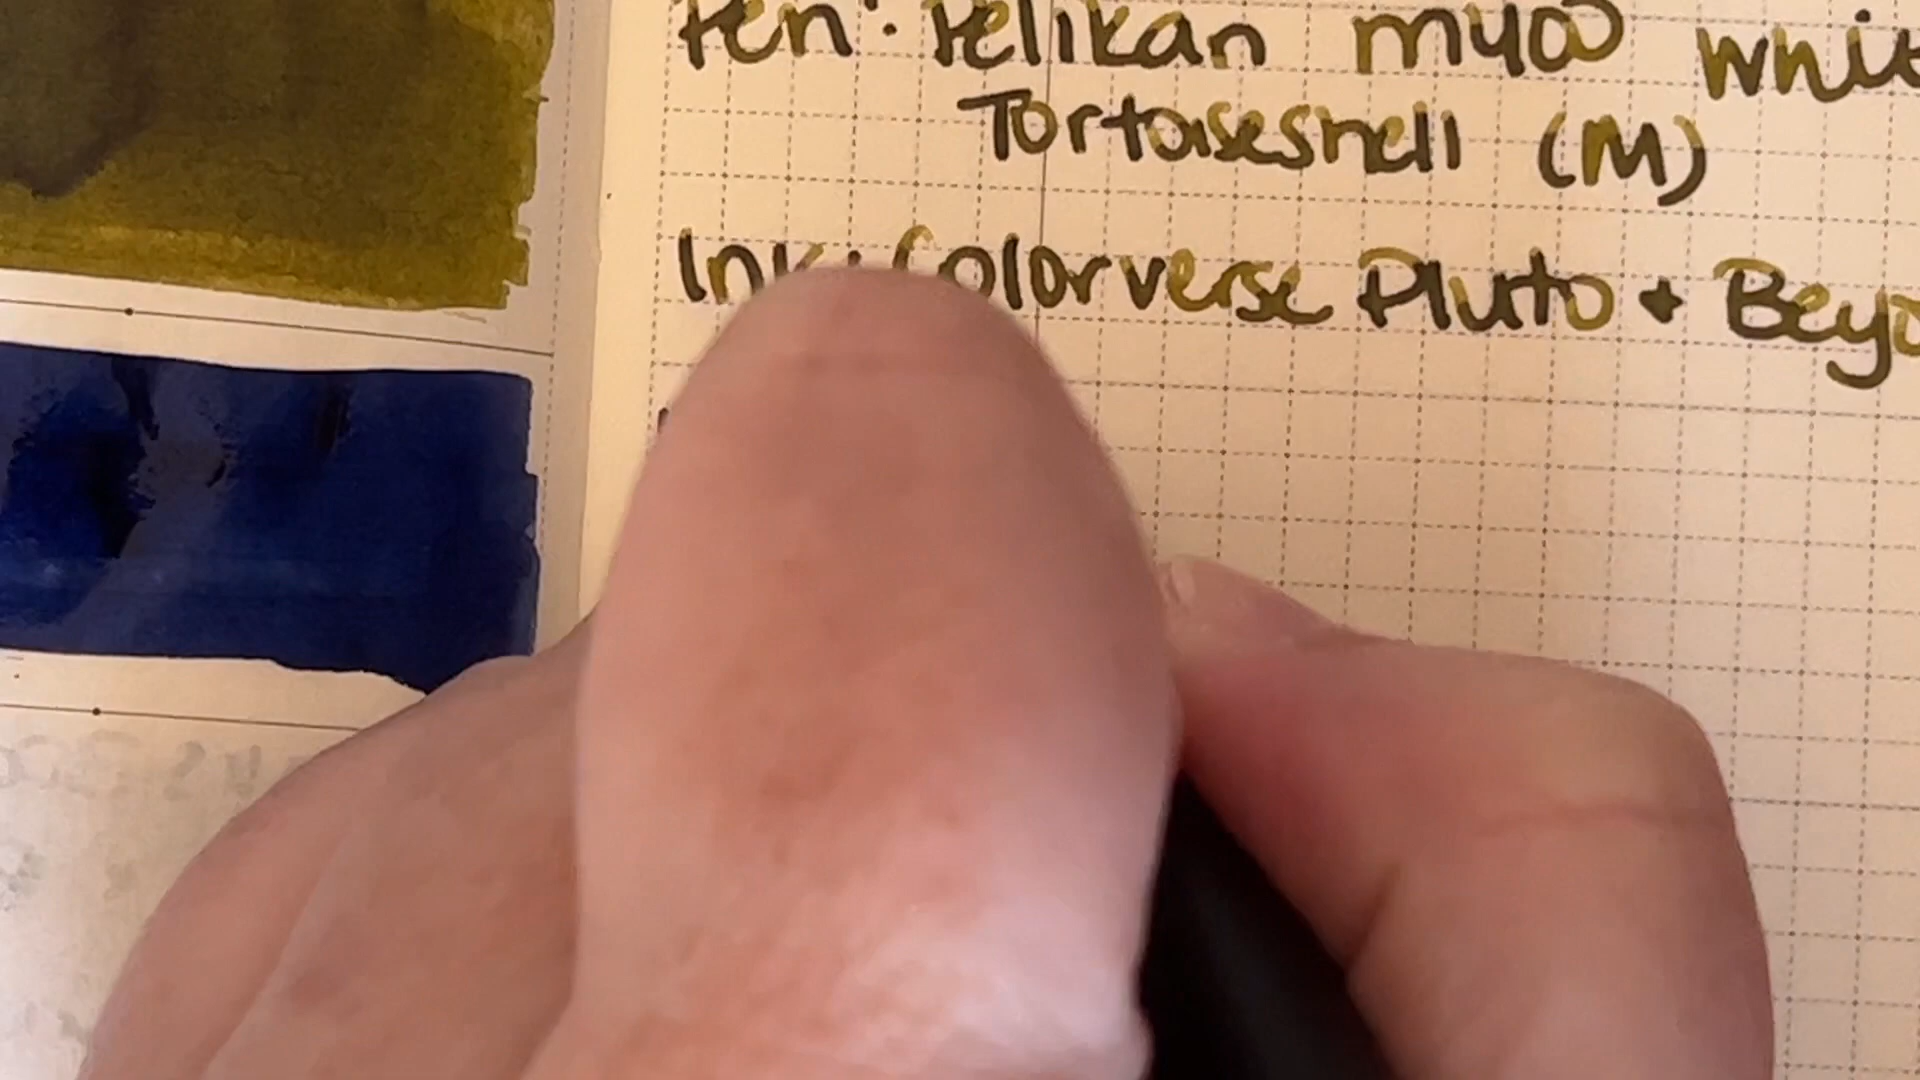 Pen: Pelikan m400 whit
Tortoiseshell (M)
Ink: Colorverse Pluto + Beyo